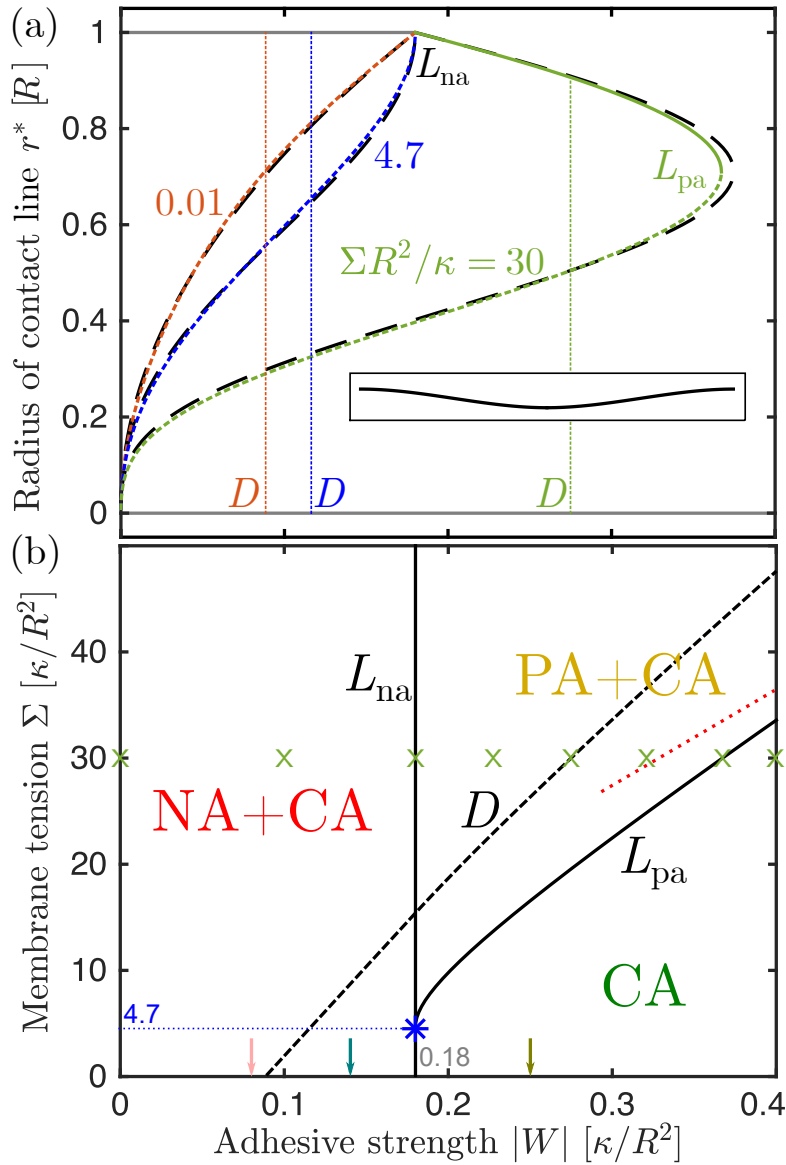 (a)
Radius of contact line r* [R]
1
0.8
0.6
0.4
0.2
0
L_na
4.7
0.01
L_pa
ΣR²/κ = 30
D
D
D
(b)
Membrane tension Σ [κ/R²]
40
30
20
10
0
L_na
PA+CA
NA+CA
D
L_pa
CA
4.7
0.18
0
0.1
0.2
0.3
0.4
Adhesive strength |W| [κ/R²]